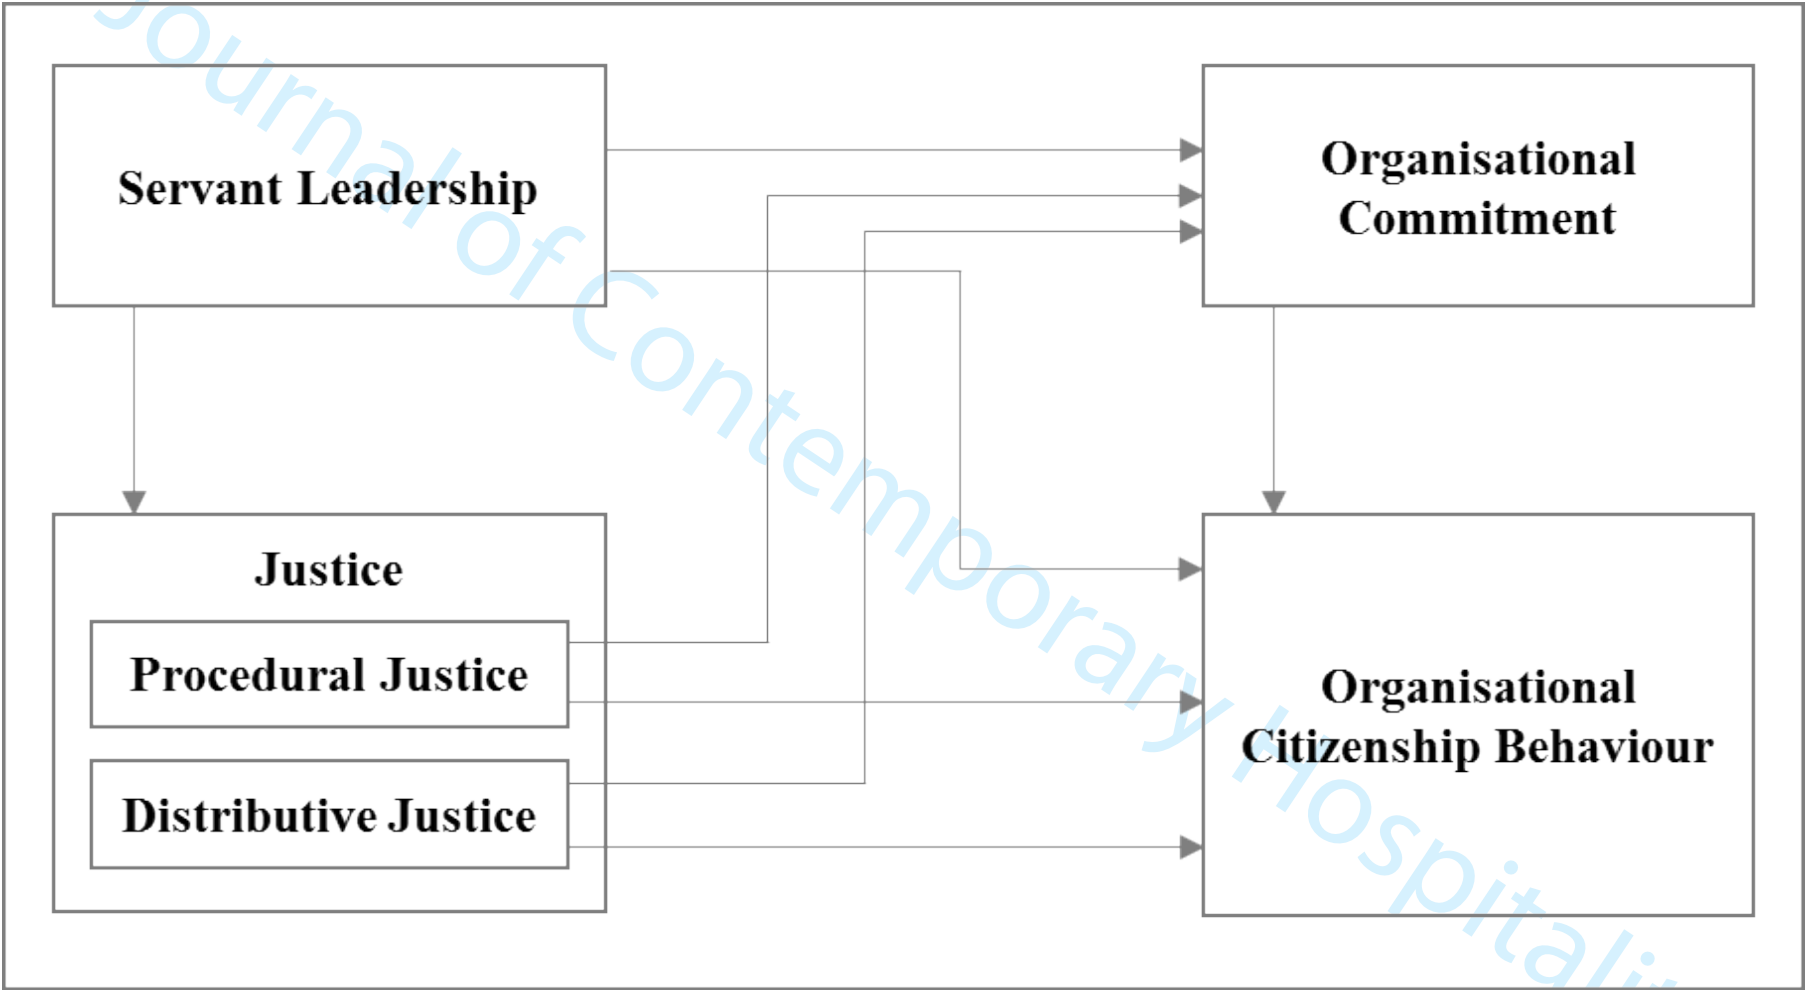 Servant Leadership
Organisational
Commitment
Justice
Procedural Justice
Distributive Justice
Organisational
Citizenship Behaviour
Journal of Contemporary Hospitali